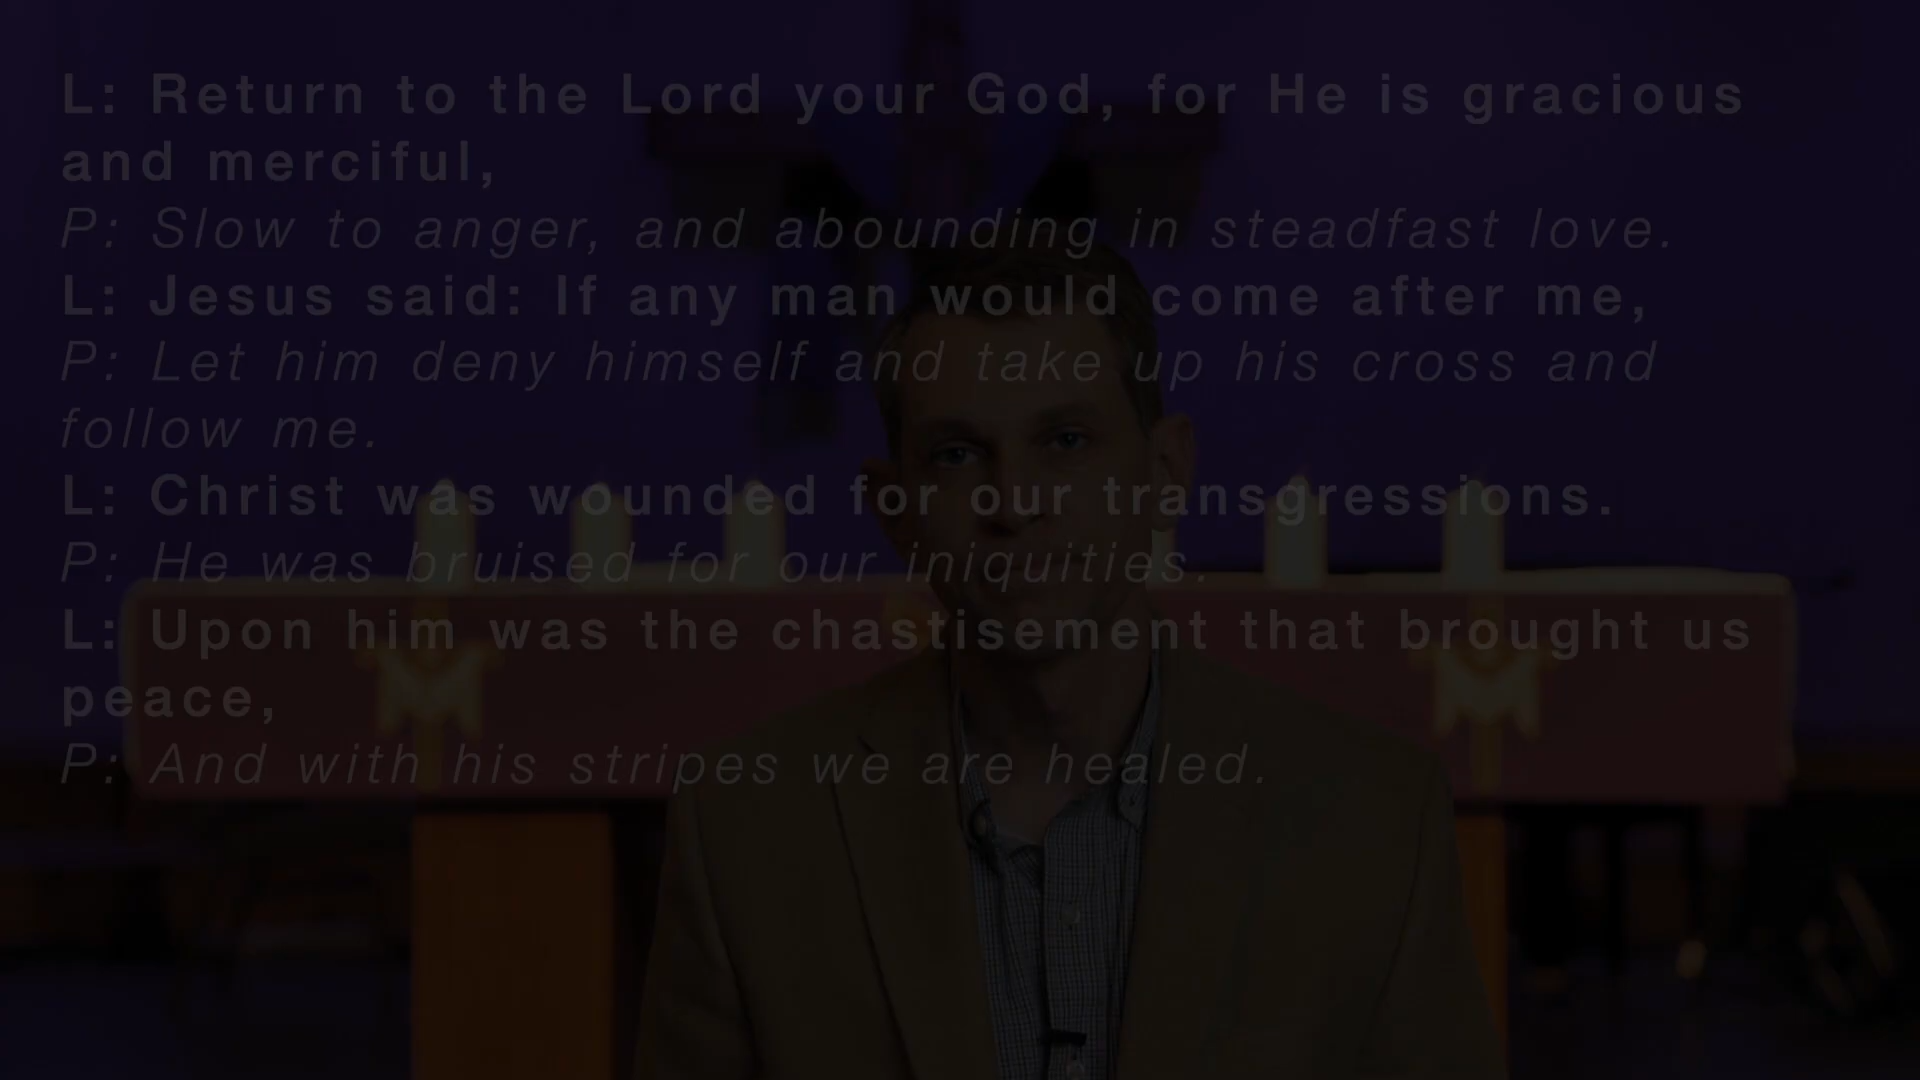 L: Return to the Lord your God, for He is gracious
and merciful,
P: Slow to anger, and abounding in steadfast love.
L: Jesus said: If any man would come after me,
P: Let him deny himself and take up his cross and
follow me.
L: Christ was wounded for our transgressions.
P: He was bruised for our iniquities.
L: Upon him was the chastisement that brought us
peace,
P: And with his stripes we are healed.